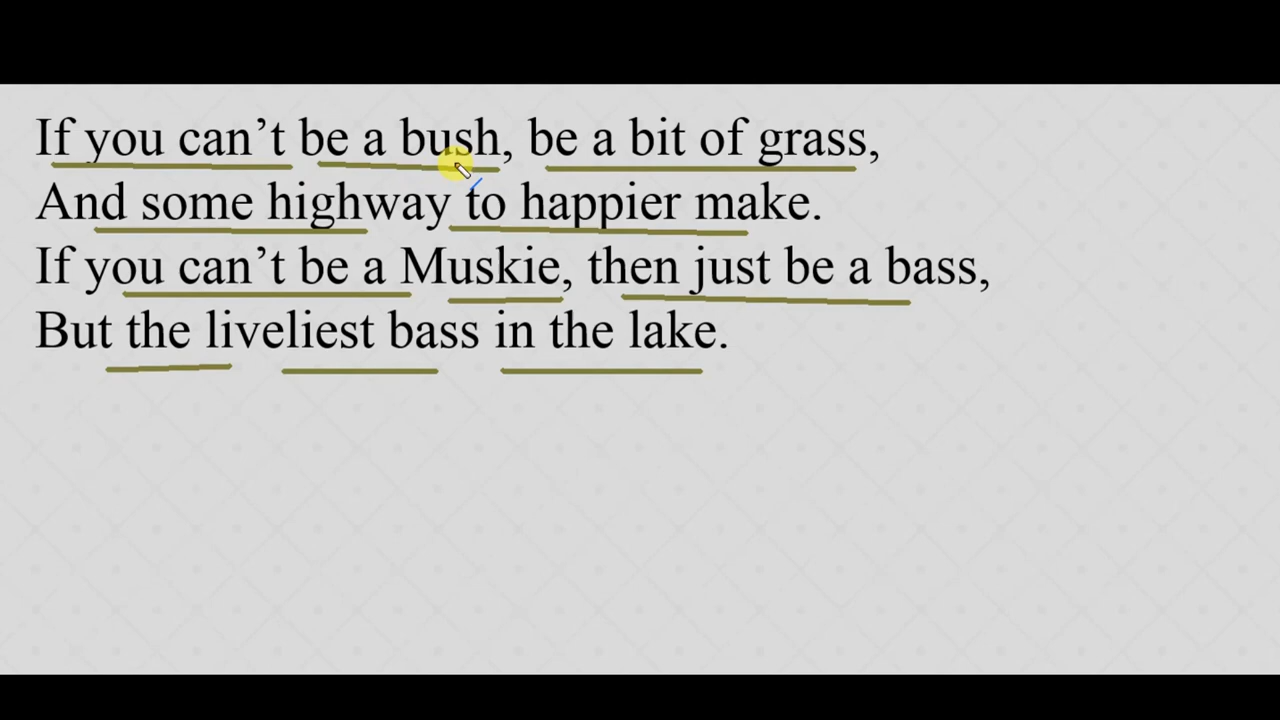 If you can’t be a bush, be a bit of grass,
And some highway to happier make.
If you can’t be a Muskie, then just be a bass,
But the liveliest bass in the lake.